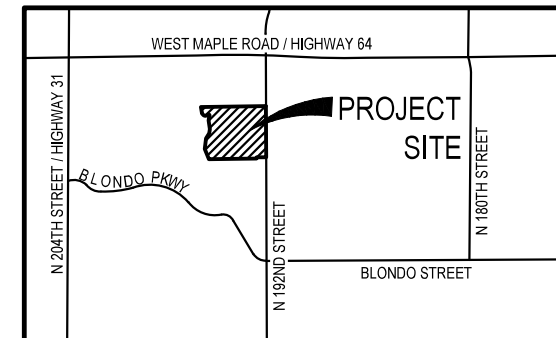 WEST MAPLE ROAD / HIGHWAY 64
N 204TH STREET / HIGHWAY 31
PROJECT
SITE
N 180TH STREET
BLONDO PKWY
N 192ND STREET
BLONDO STREET